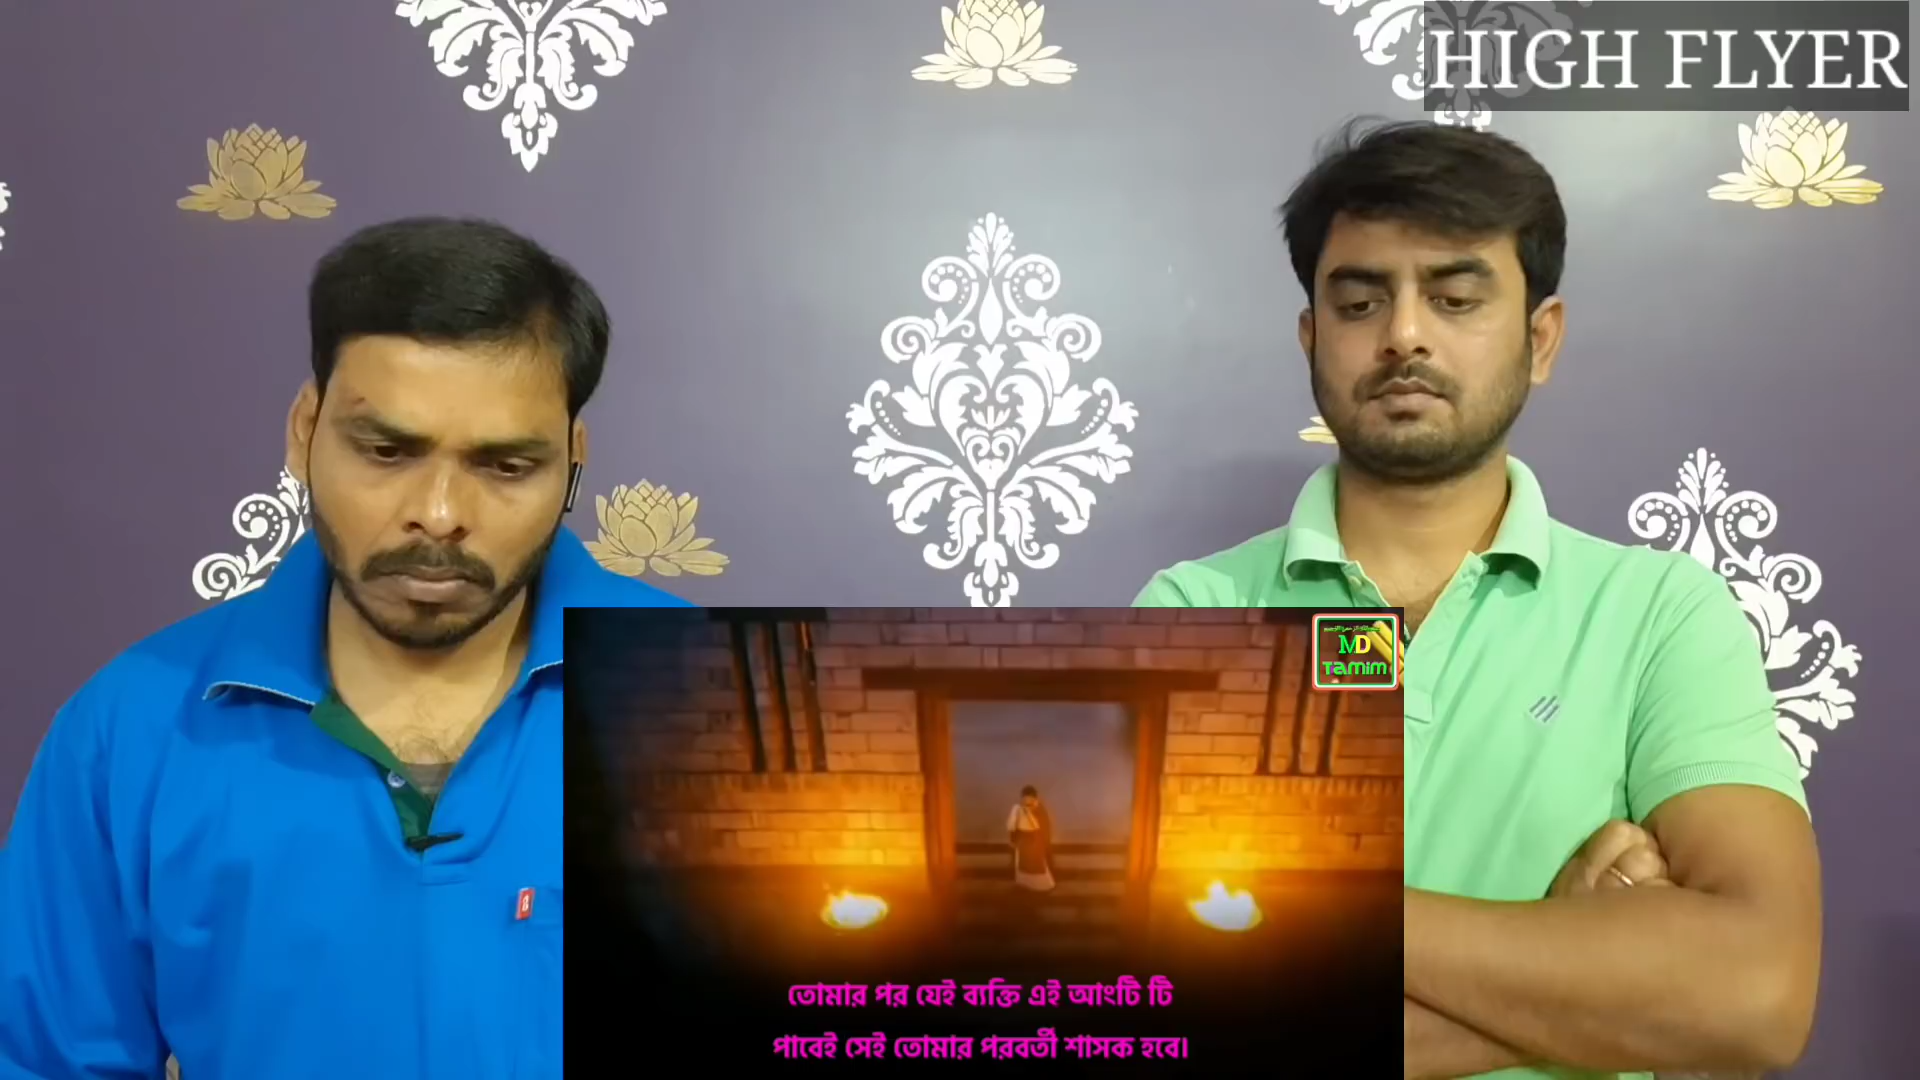 HIGH FLYER
MD
Tamim
তোমার পর যেই ব্যক্তি এই আংটি টি
পাবেই সেই তোমার পরবর্তী শাসক হবে।